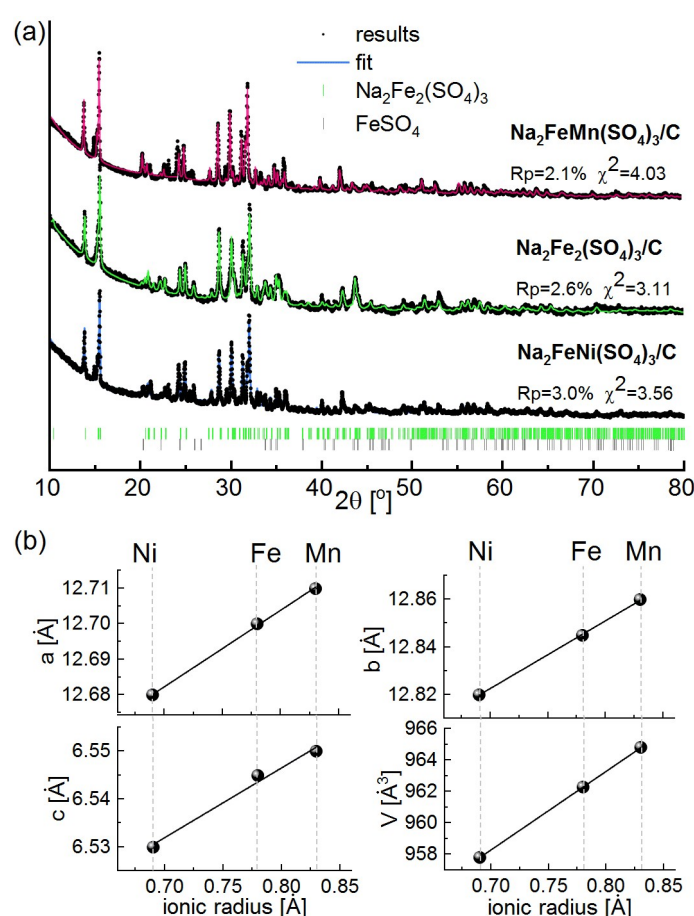 (a)
results
fit
Na₂Fe₂(SO₄)₃
FeSO₄
Na₂FeMn(SO₄)₃/C
Rp=2.1% χ²=4.03
Na₂Fe₂(SO₄)₃/C
Rp=2.6% χ²=3.11
Na₂FeNi(SO₄)₃/C
Rp=3.0% χ²=3.56
10 20 30 40 50 60 70 80
2θ [°]
(b)
Ni Fe Mn
12.71
12.70
12.69
12.68
a [Å]
Ni Fe Mn
12.86
12.84
12.82
b [Å]
6.55
6.54
6.53
c [Å]
0.70 0.75 0.80 0.85
ionic radius [Å]
966
964
962
960
958
V [Å³]
0.70 0.75 0.80 0.85
ionic radius [Å]